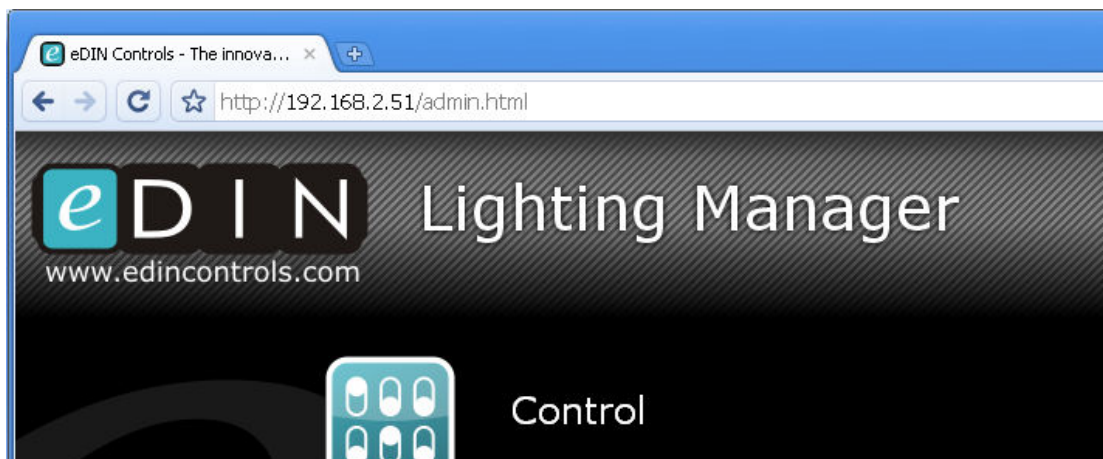 eDIN Controls - The innova...
http://192.168.2.51/admin.html
eDIN Lighting Manager
www.edincontrols.com
Control